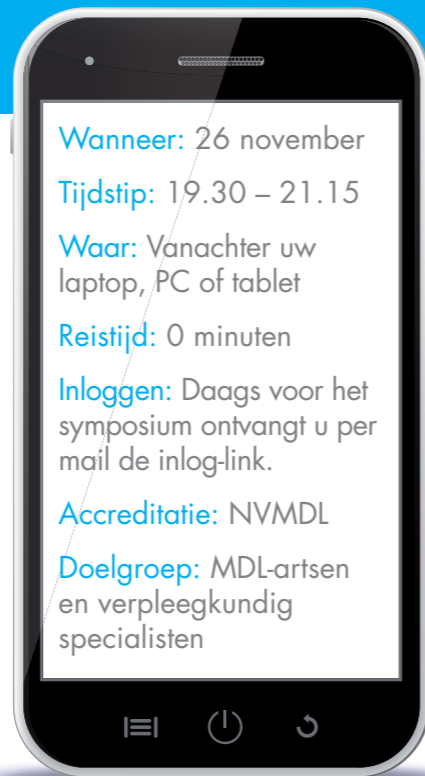 Wanneer: 26 november
Tijdstip: 19.30 – 21.15
Waar: Vanachter uw
laptop, PC of tablet
Reistijd: 0 minuten
Inloggen: Daags voor het
symposium ontvangt u per
mail de inlog-link.
Accreditatie: NVMDL
Doelgroep: MDL-artsen
en verpleegkundig
specialisten